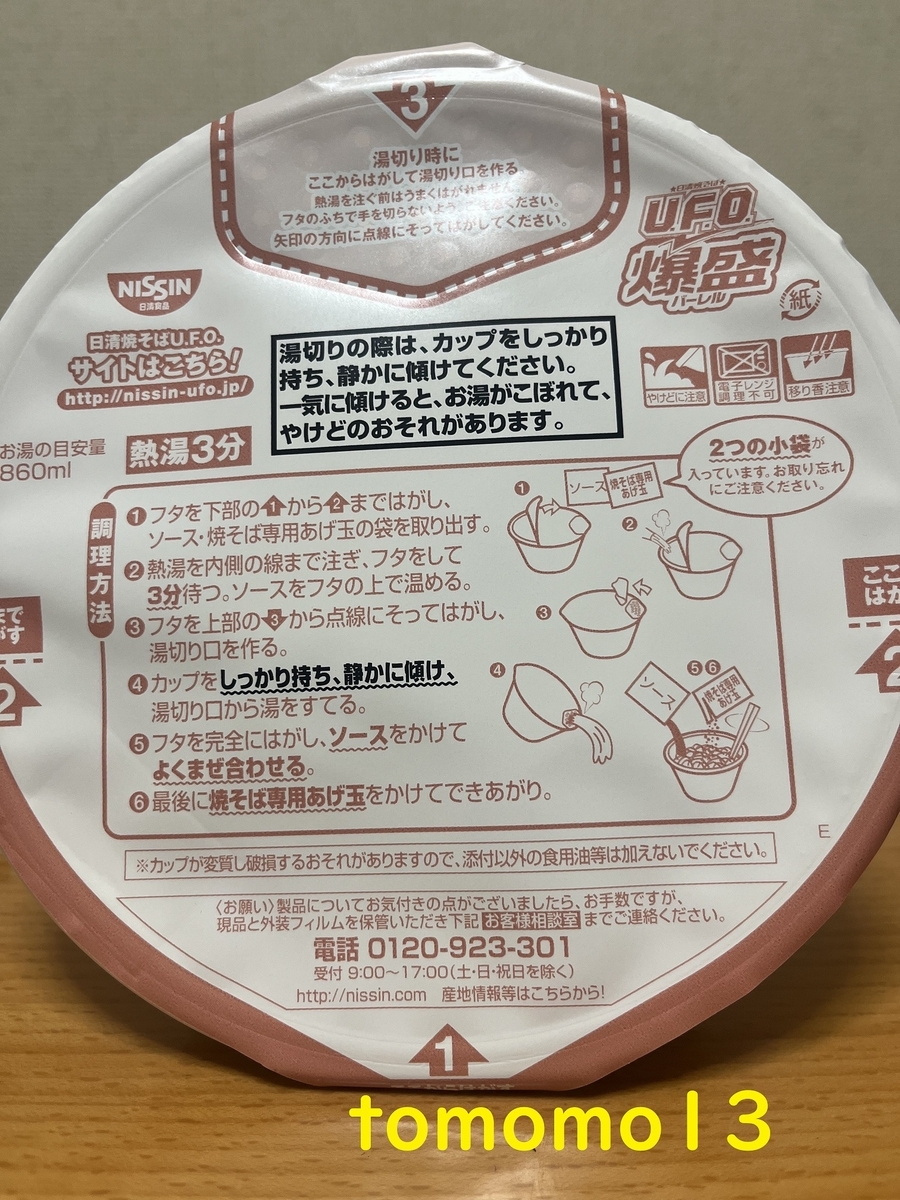 3
湯切り時に
ここからはがして湯切り口を作る
熱湯を注ぐ前はうまくはがれません。
フタのふちで手を切らないようご注意ください。
矢印の方向に点線にそってはがしてください。
★日清焼そば★
U.F.O.
爆盛
バーレル
紙
NISSIN
日清食品
日清焼そばU.F.O.
サイトはこちら!
http://nissin-ufo.jp/
湯切りの際は、カップをしっかり
持ち、静かに傾けてください。
一気に傾けると、お湯がこぼれて、
やけどのおそれがあります。
やけどに注意
電子レンジ
調理不可
移り香注意
お湯の目安量
860ml
熱湯3分
2つの小袋が
入っています。お取り忘れ
にご注意ください。
調理方法
❶フタを下部の1から2まではがし、
ソース・焼そば専用あげ玉の袋を取り出す。
❷熱湯を内側の線まで注ぎ、フタをして
3分待つ。ソースをフタの上で温める。
❸フタを上部の3から点線にそってはがし、
湯切り口を作る。
❹カップをしっかり持ち、静かに傾け、
湯切り口から湯をすてる。
❺フタを完全にはがし、ソースをかけて
よくまぜ合わせる。
❻最後に焼そば専用あげ玉をかけてできあがり。
❶
ソース
焼そば専用
あげ玉
❷
❸
❹
❺❻
ソース
焼そば専用
あげ玉
まで
がす
2
ここ
はが
2
E
※カップが変質し破損するおそれがありますので、添付以外の食用油等は加えないでください。
〈お願い〉製品についてお気付きの点がございましたら、お手数ですが、
現品と外装フィルムを保管いただき下記お客様相談室までご連絡ください。
電話 0120-923-301
受付 9:00〜17:00(土・日・祝日を除く)
http://nissin.com 産地情報等はこちらから!
1
tomomo13